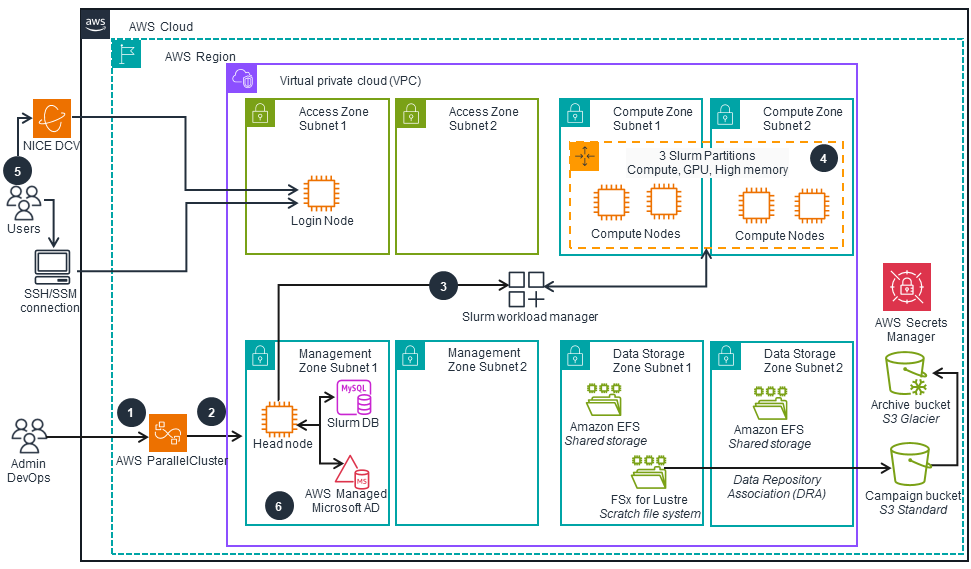 aws
AWS Cloud
AWS Region
Virtual private cloud (VPC)
Access Zone
Subnet 1
Access Zone
Subnet 2
Compute Zone
Subnet 1
Compute Zone
Subnet 2
NICE DCV
5
Users
SSH/SSM
connection
Login Node
3 Slurm Partitions
Compute, GPU, High memory
4
Compute Nodes
Compute Nodes
3
Slurm workload manager
AWS Secrets
Manager
Management
Zone Subnet 1
Management
Zone Subnet 2
Data Storage
Zone Subnet 1
Data Storage
Zone Subnet 2
MySQL
Slurm DB
Head node
MS
AWS Managed
Microsoft AD
6
1
2
AWS ParallelCluster
Admin
DevOps
Amazon EFS
Shared storage
Amazon EFS
Shared storage
FSx for Lustre
Scratch file system
Data Repository
Association (DRA)
Archive bucket
S3 Glacier
Campaign bucket
S3 Standard